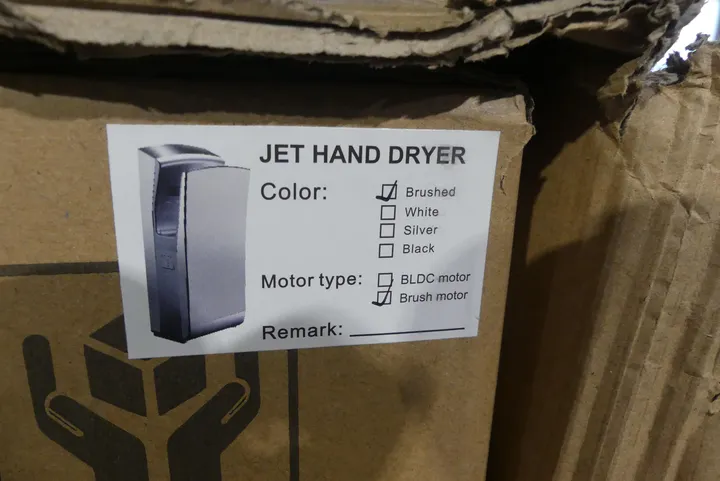 JET HAND DRYER
Color: Brushed
White
Silver
Black
Motor type: BLDC motor
Brush motor
Remark: